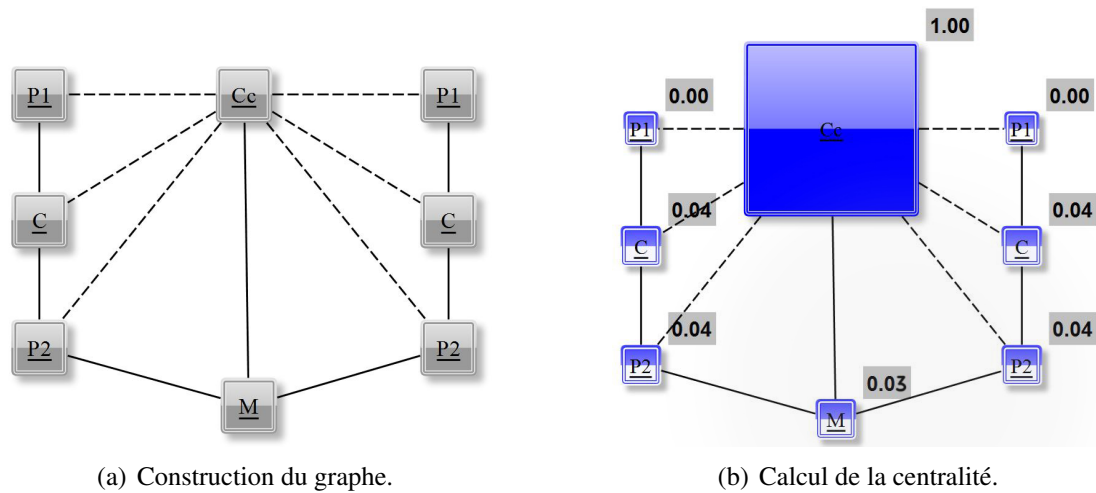 P1 Cc P1
C C
P2 P2
M
1.00
0.00 0.00
P1 Cc P1
0.04 0.04
C C
0.04 0.04
P2 P2
0.03
M
(a) Construction du graphe.
(b) Calcul de la centralité.